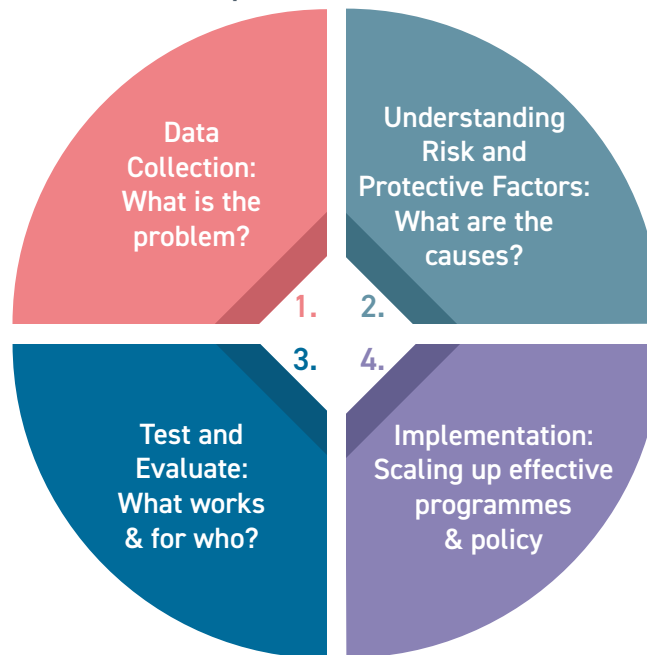 Data
Collection:
What is the
problem?
1.
Understanding
Risk and
Protective Factors:
What are the
causes?
2.
3.
Test and
Evaluate:
What works
& for who?
4.
Implementation:
Scaling up effective
programmes
& policy